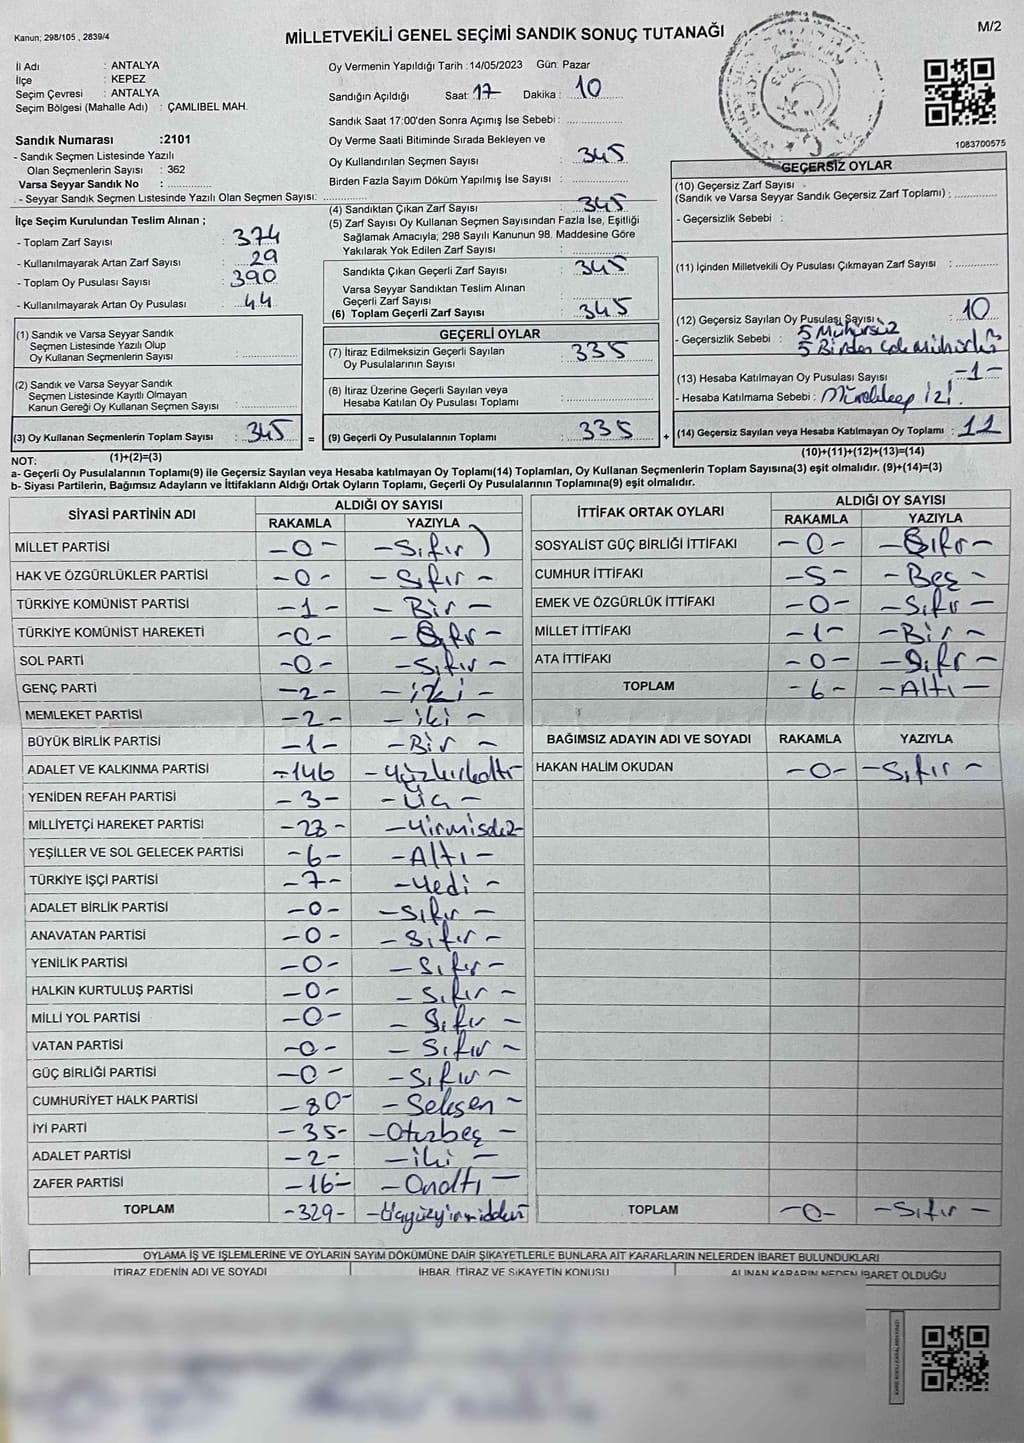 Kanun; 298/105 , 2839/4
MİLLETVEKİLİ GENEL SEÇİMİ SANDIK SONUÇ TUTANAĞI
M/2
İl Adı : ANTALYA
İlçe : KEPEZ
Seçim Çevresi : ANTALYA
Seçim Bölgesi (Mahalle Adı) : ÇAMLIBEL MAH.
Oy Vermenin Yapıldığı Tarih :14/05/2023 Gün: Pazar
Sandığın Açıldığı Saat: 17 Dakika : 10
Sandık Saat 17:00'den Sonra Açımış İse Sebebi :
1083700575
Sandık Numarası :2101
- Sandık Seçmen Listesinde Yazılı
Olan Seçmenlerin Sayısı : 362
Varsa Seyyar Sandık No :
- Seyyar Sandık Seçmen Listesinde Yazılı Olan Seçmen Sayısı:
Oy Verme Saati Bitiminde Sırada Bekleyen ve
Oy Kullandırılan Seçmen Sayısı : 345
Birden Fazla Sayım Döküm Yapılmış İse Sayısı :
İlçe Seçim Kurulundan Teslim Alınan ;
- Toplam Zarf Sayısı : 374
- Kullanılmayarak Artan Zarf Sayısı : 29
- Toplam Oy Pusulası Sayısı : 390
- Kullanılmayarak Artan Oy Pusulası : 44
(4) Sandıktan Çıkan Zarf Sayısı : 345
(5) Zarf Sayısı Oy Kullanan Seçmen Sayısından Fazla İse, Eşitliği
Sağlamak Amacıyla; 298 Sayılı Kanunun 98. Maddesine Göre
Yakılarak Yok Edilen Zarf Sayısı :
Sandıkta Çıkan Geçerli Zarf Sayısı : 345
Varsa Seyyar Sandıktan Teslim Alınan
Geçerli Zarf Sayısı :
(6) Toplam Geçerli Zarf Sayısı : 345
GEÇERSİZ OYLAR
(10) Geçersiz Zarf Sayısı
(Sandık ve Varsa Seyyar Sandık Geçersiz Zarf Toplamı) :
- Geçersizlik Sebebi :
(11) İçinden Milletvekili Oy Pusulası Çıkmayan Zarf Sayısı :
(12) Geçersiz Sayılan Oy Pusulası Sayısı : 10
- Geçersizlik Sebebi : 5 Mühürsüz
5 Birden
(13) Hesaba Katılmayan Oy Pusulası Sayısı : -1-
- Hesaba Katılmama Sebebi : izi.
(1) Sandık ve Varsa Seyyar Sandık
Seçmen Listesinde Yazılı Olup
Oy Kullanan Seçmenlerin Sayısı :
(2) Sandık ve Varsa Seyyar Sandık
Seçmen Listesinde Kayıtlı Olmayan
Kanun Gereği Oy Kullanan Seçmen Sayısı :
(3) Oy Kullanan Seçmenlerin Toplam Sayısı : 345
GEÇERLİ OYLAR
(7) İtiraz Edilmeksizin Geçerli Sayılan
Oy Pusulalarının Sayısı : 335
(8) İtiraz Üzerine Geçerli Sayılan veya
Hesaba Katılan Oy Pusulası Toplamı :
= (9) Geçerli Oy Pusulalarının Toplamı : 335
+ (14) Geçersiz Sayılan veya Hesaba Katılmayan Oy Toplamı : 11
NOT: (1)+(2)=(3)
(10)+(11)+(12)+(13)=(14)
a- Geçerli Oy Pusulalarının Toplamı(9) ile Geçersiz Sayılan veya Hesaba katılmayan Oy Toplamı(14) Toplamları, Oy Kullanan Seçmenlerin Toplam Sayısına(3) eşit olmalıdır. (9)+(14)=(3)
b- Siyasi Partilerin, Bağımsız Adayların ve İttifakların Aldığı Ortak Oyların Toplamı, Geçerli Oy Pusulalarının Toplamına(9) eşit olmalıdır.
SİYASİ PARTİNİN ADI ALDIĞI OY SAYISI
RAKAMLA YAZIYLA
MİLLET PARTİSİ -0- -Sıfır
HAK VE ÖZGÜRLÜKLER PARTİSİ -0- -Sıfır-
TÜRKİYE KOMÜNİST PARTİSİ -1- -Bir-
TÜRKİYE KOMÜNİST HAREKETİ -0- -Sıfır-
SOL PARTİ -0- -Sıfır-
GENÇ PARTİ -2- -iki-
MEMLEKET PARTİSİ -2- -iki-
BÜYÜK BİRLİK PARTİSİ -1- -Bir-
ADALET VE KALKINMA PARTİSİ -146 -Yüzkırkaltı
YENİDEN REFAH PARTİSİ -3- -Üç-
MİLLİYETÇİ HAREKET PARTİSİ -28- -Yirmisekiz-
YEŞİLLER VE SOL GELECEK PARTİSİ -6- -Altı-
TÜRKİYE İŞÇİ PARTİSİ -7- -Yedi-
ADALET BİRLİK PARTİSİ -0- -Sıfır-
ANAVATAN PARTİSİ -0- -Sıfır-
YENİLİK PARTİSİ -0- -Sıfır-
HALKIN KURTULUŞ PARTİSİ -0- -Sıfır-
MİLLİ YOL PARTİSİ -0- -Sıfır-
VATAN PARTİSİ -0- -Sıfır-
GÜÇ BİRLİĞİ PARTİSİ -0- -Sıfır-
CUMHURİYET HALK PARTİSİ -80- -Seksen-
İYİ PARTİ -35- -Otuzbeş-
ADALET PARTİSİ -2- -iki-
ZAFER PARTİSİ -16- -Onaltı-
TOPLAM -329- -Üçyüzyirmidokuz
İTTİFAK ORTAK OYLARI ALDIĞI OY SAYISI
RAKAMLA YAZIYLA
SOSYALİST GÜÇ BİRLİĞİ İTTİFAKI -0- -Sıfır-
CUMHUR İTTİFAKI -5- -Beş-
EMEK VE ÖZGÜRLÜK İTTİFAKI -0- -Sıfır-
MİLLET İTTİFAKI -1- -Bir-
ATA İTTİFAKI -0- -Sıfır-
TOPLAM -6- -Altı-
BAĞIMSIZ ADAYIN ADI VE SOYADI RAKAMLA YAZIYLA
HAKAN HALİM OKUDAN -0- -Sıfır-
TOPLAM -0- -Sıfır-
OYLAMA İŞ VE İŞLEMLERİNE VE OYLARIN SAYIM DÖKÜMÜNE DAİR ŞİKAYETLERLE BUNLARA AİT KARARLARIN NELERDEN İBARET BULUNDUKLARI
İTİRAZ EDENİN ADI VE SOYADI İHBAR, İTİRAZ VE ŞİKAYETİN KONUSU ALINAN KARARIN NEDEN İBARET OLDUĞU